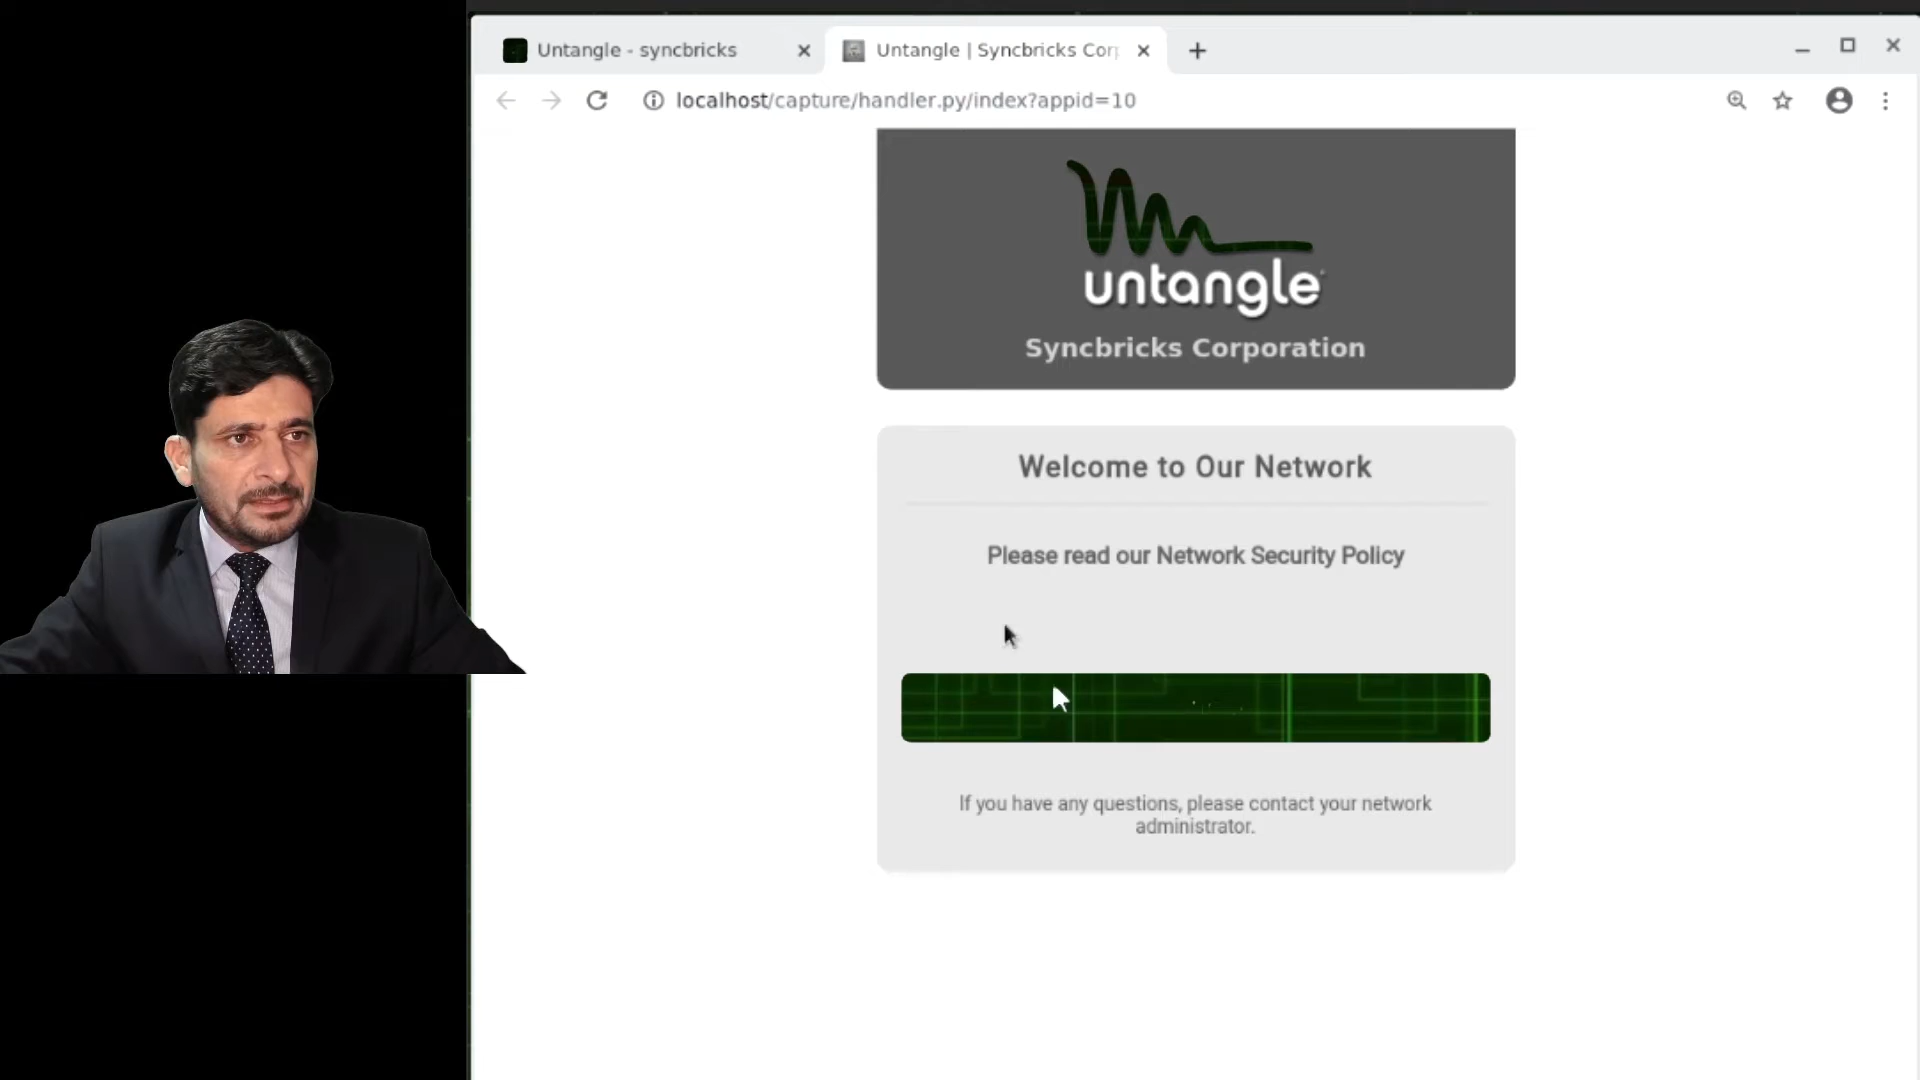 Untangle - syncbricks
Untangle | Syncbricks Corp
localhost/capture/handler.py/index?appid=10
untangle
Syncbricks Corporation
Welcome to Our Network
Please read our Network Security Policy
If you have any questions, please contact your network
administrator.